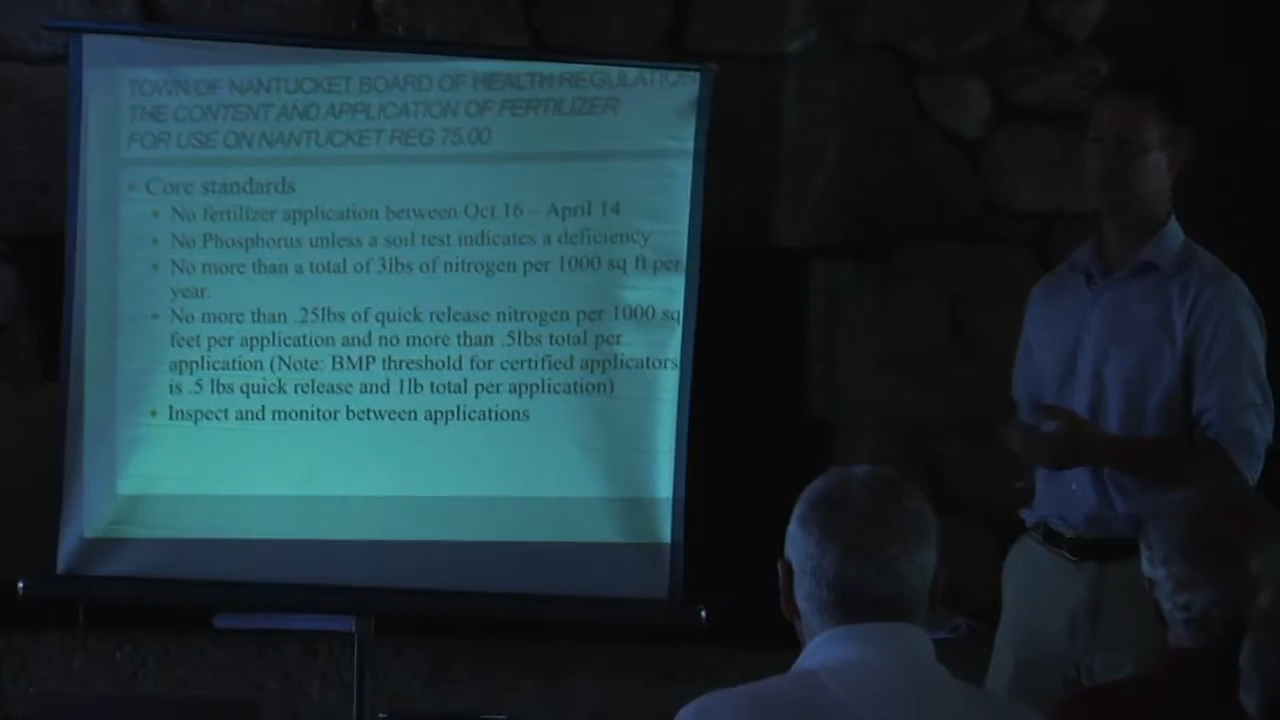 TOWN OF NANTUCKET BOARD OF HEALTH REGULATION
THE CONTENT AND APPLICATION OF FERTILIZER
FOR USE ON NANTUCKET REG 75.00
• Core standards
• No fertilizer application between Oct 16 – April 14
• No Phosphorus unless a soil test indicates a deficiency
• No more than a total of 3lbs of nitrogen per 1000 sq ft per
year.
• No more than .25lbs of quick release nitrogen per 1000 sq
feet per application and no more than .5lbs total per
application (Note: BMP threshold for certified applicators
is .5 lbs quick release and 1lb total per application)
• Inspect and monitor between applications